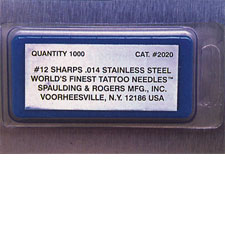 QUANTITY 1000 CAT. #2020
#12 SHARPS .014 STAINLESS STEEL
WORLD'S FINEST TATTOO NEEDLES™
SPAULDING & ROGERS MFG., INC.
VOORHEESVILLE, N.Y. 12186 USA